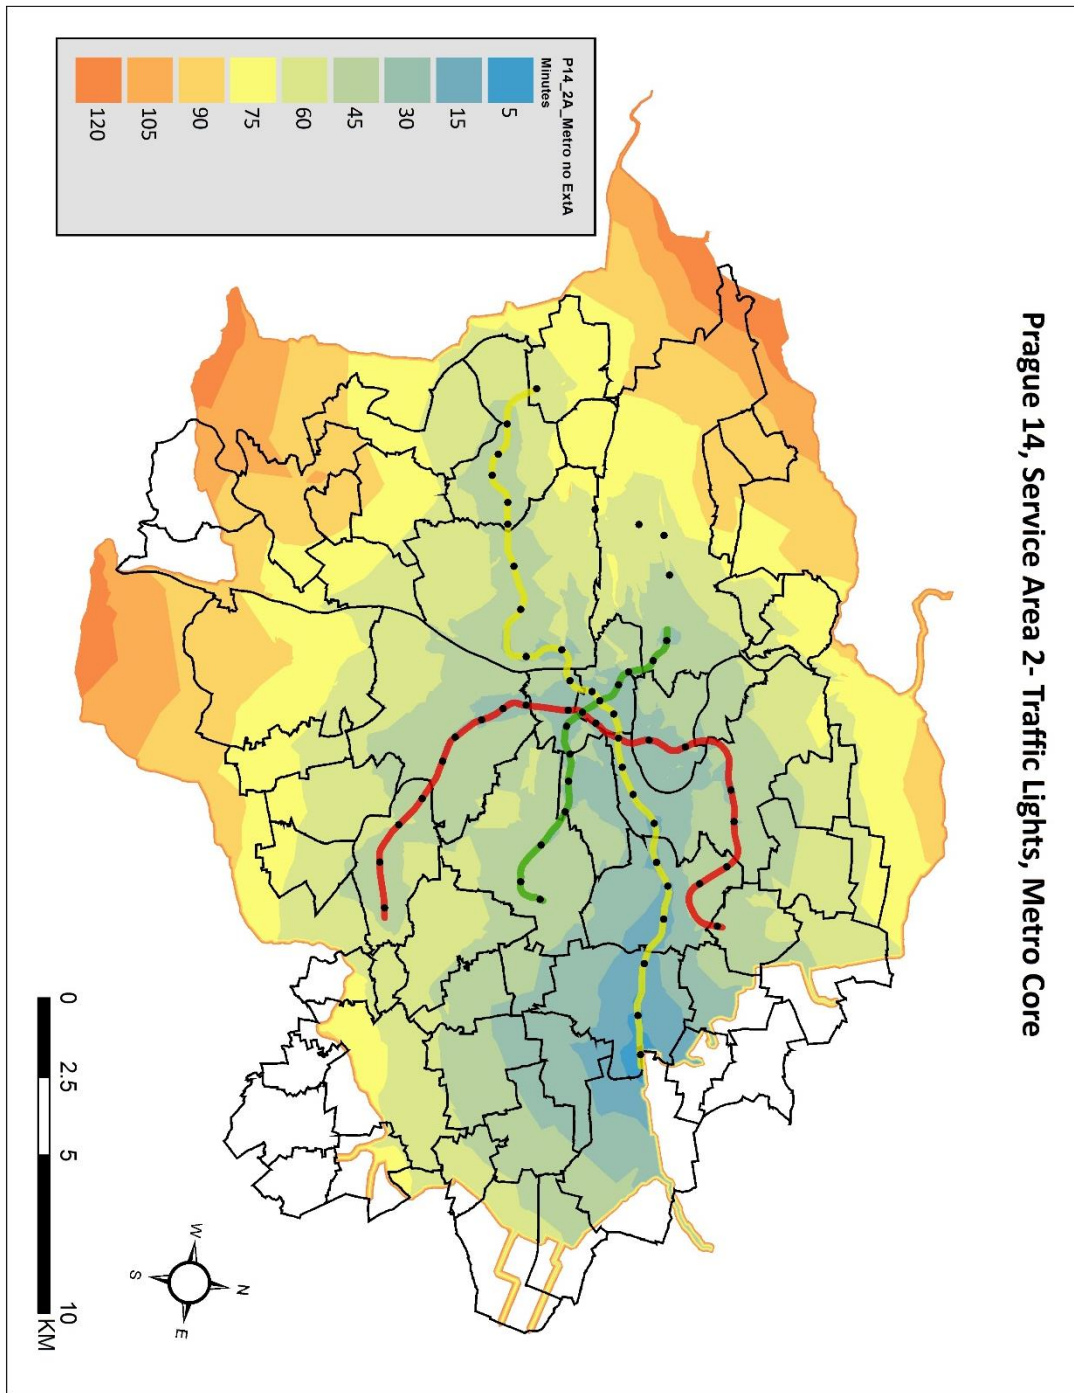 Prague 14, Service Area 2- Traffic Lights, Metro Core
P14_2A_Metro no ExtA
Minutes
5
15
30
45
60
75
90
105
120
0
2.5
5
10
KM
N
W
E
S